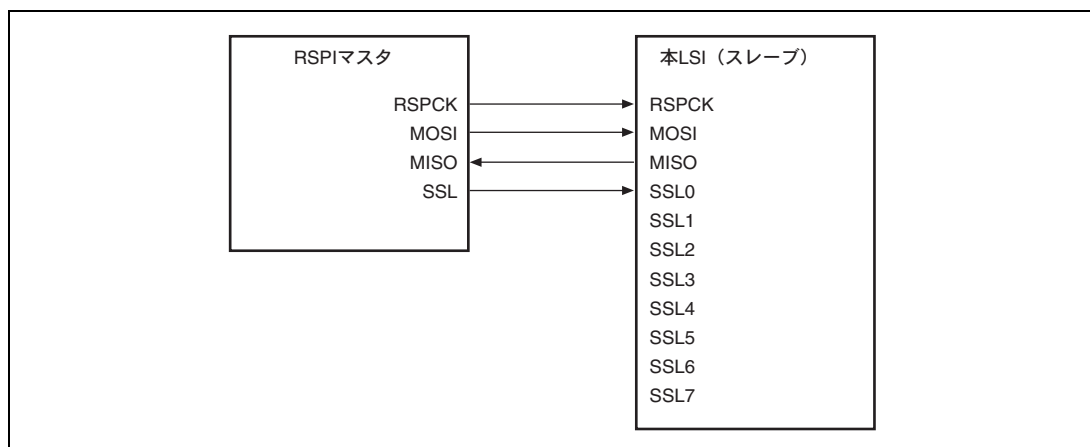 RSPIマスタ
RSPCK
MOSI
MISO
SSL
本LSI(スレーブ)
RSPCK
MOSI
MISO
SSL0
SSL1
SSL2
SSL3
SSL4
SSL5
SSL6
SSL7